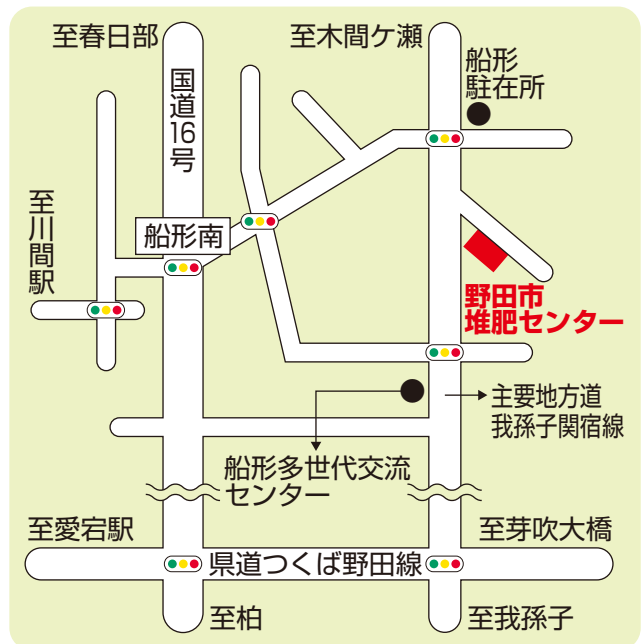 至春日部
至木間ケ瀬
船形
駐在所
国道16号
至川間駅
船形南
野田市
堆肥センター
主要地方道
我孫子関宿線
船形多世代交流
センター
至愛宕駅
至芽吹大橋
県道つくば野田線
至柏
至我孫子